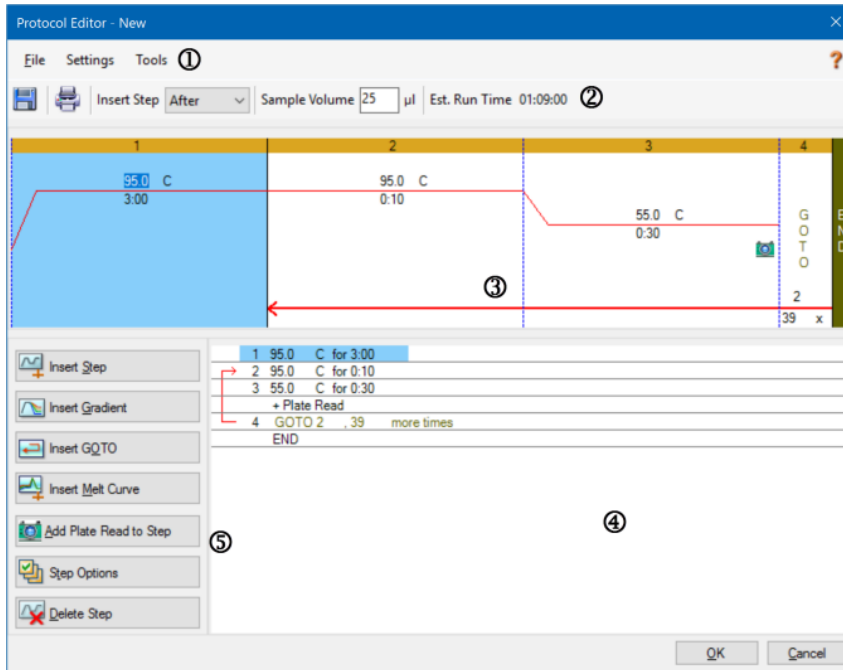 Protocol Editor - New
File Settings Tools ①
?
Insert Step After Sample Volume 25 µl Est. Run Time 01:09:00 ②
1 2 3 4
95.0 C
3:00
95.0 C
0:10
55.0 C
0:30
G
O
T
O
2
39 x
E
N
D
③
Insert Step
Insert Gradient
Insert GOTO
Insert Melt Curve
Add Plate Read to Step
Step Options
Delete Step
⑤
1 95.0 C for 3:00
2 95.0 C for 0:10
3 55.0 C for 0:30
+ Plate Read
4 GOTO 2 , 39 more times
END
④
OK Cancel